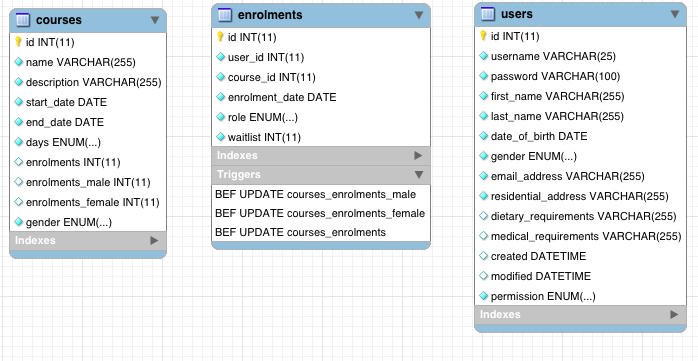 courses
id INT(11)
name VARCHAR(255)
description VARCHAR(255)
start_date DATE
end_date DATE
days ENUM(...)
enrolments INT(11)
enrolments_male INT(11)
enrolments_female INT(11)
gender ENUM(...)
Indexes
enrolments
id INT(11)
user_id INT(11)
course_id INT(11)
enrolment_date DATE
role ENUM(...)
waitlist INT(11)
Indexes
Triggers
BEF UPDATE courses_enrolments_male
BEF UPDATE courses_enrolments_female
BEF UPDATE courses_enrolments
users
id INT(11)
username VARCHAR(25)
password VARCHAR(100)
first_name VARCHAR(255)
last_name VARCHAR(255)
date_of_birth DATE
gender ENUM(...)
email_address VARCHAR(255)
residential_address VARCHAR(255)
dietary_requirements VARCHAR(255)
medical_requirements VARCHAR(255)
created DATETIME
modified DATETIME
permission ENUM(...)
Indexes